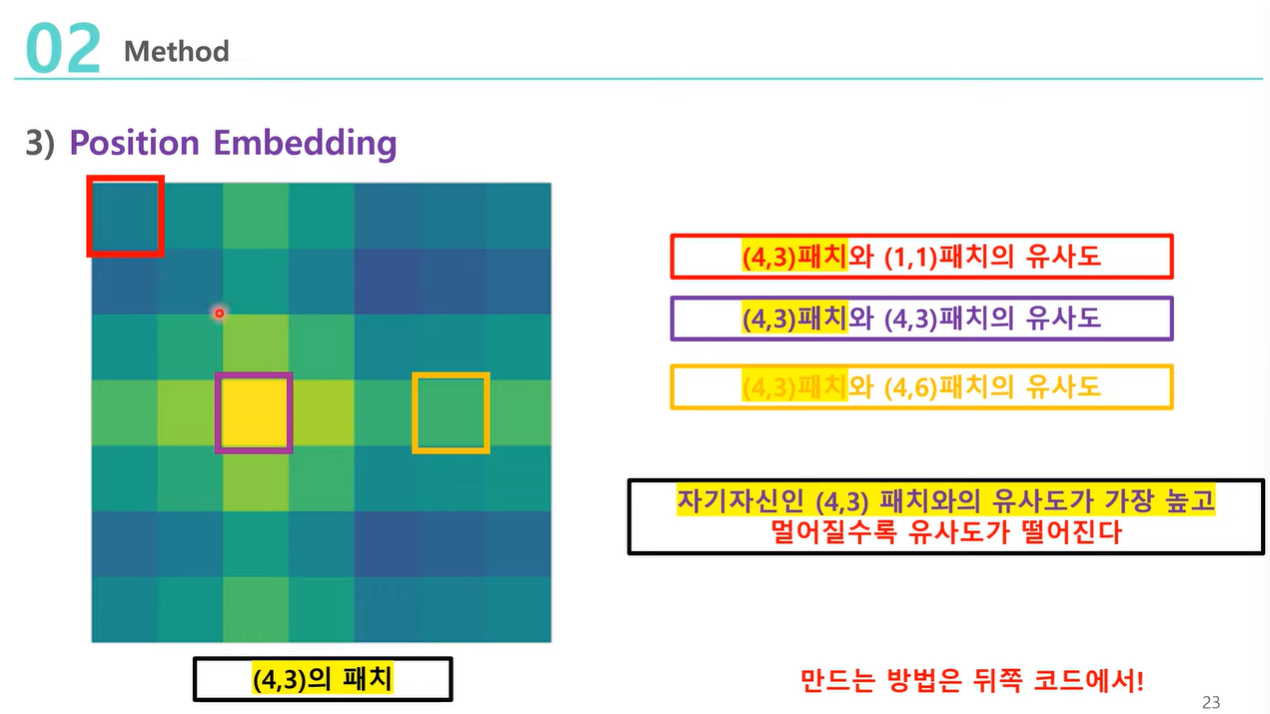 02 Method
3) Position Embedding
(4,3)패치와 (1,1)패치의 유사도
(4,3)패치와 (4,3)패치의 유사도
(4,3)패치와 (4,6)패치의 유사도
자기자신인 (4,3) 패치와의 유사도가 가장 높고
멀어질수록 유사도가 떨어진다
(4,3)의 패치
만드는 방법은 뒤쪽 코드에서!
23